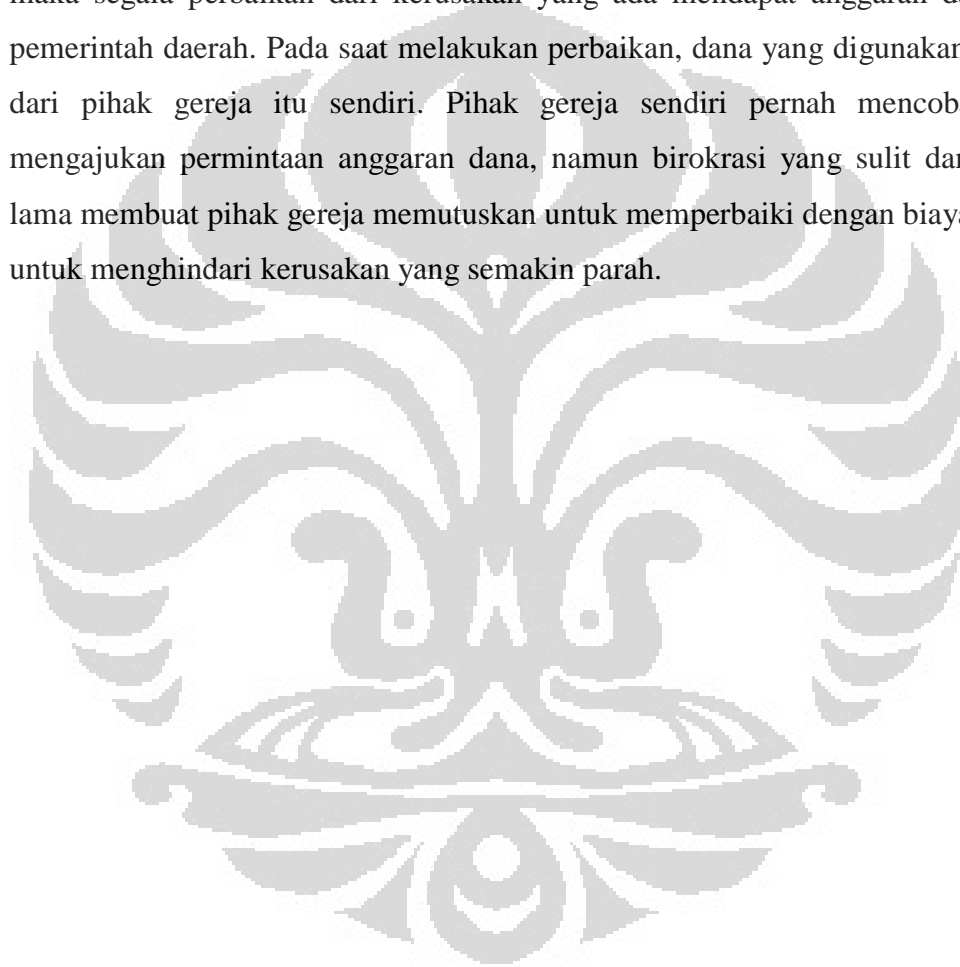 maka segala perbaikan dari kerusakan yang ada mendapat anggaran da
pemerintah daerah. Pada saat melakukan perbaikan, dana yang digunakan
dari pihak gereja itu sendiri. Pihak gereja sendiri pernah mencoba
mengajukan permintaan anggaran dana, namun birokrasi yang sulit dan
lama membuat pihak gereja memutuskan untuk memperbaiki dengan biaya
untuk menghindari kerusakan yang semakin parah.